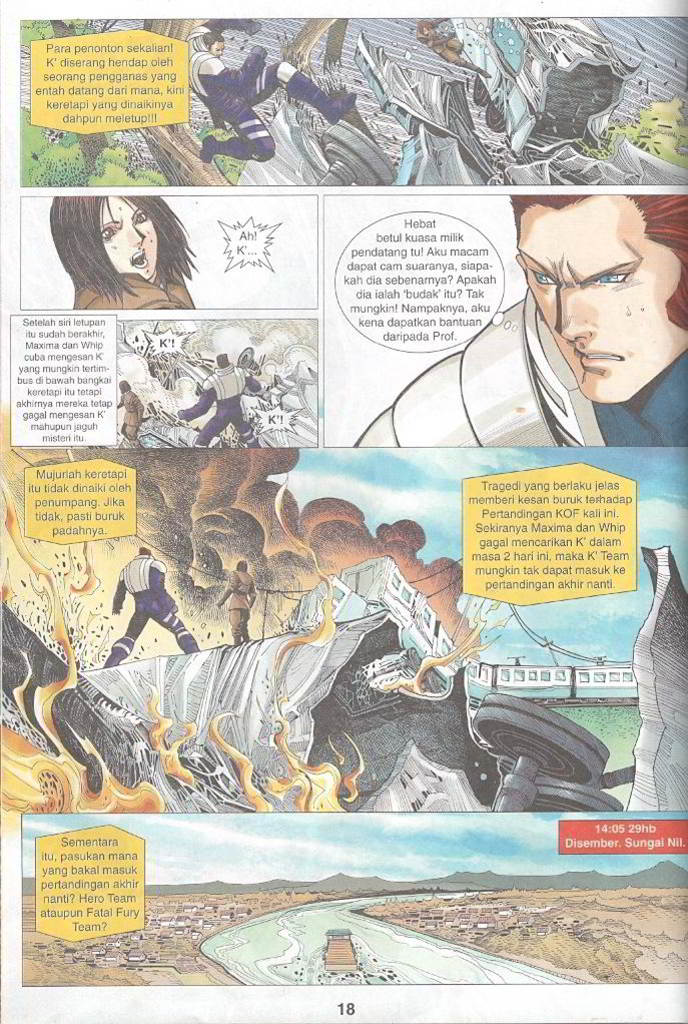 Para penonton sekalian!
K' diserang hendap oleh
seorang pengganas yang
entah datang dari mana, kini
keretapi yang dinaikinya
dahpun meletup!!!
Ah!
K'...
Hebat
betul kuasa milik
pendatang tu! Aku macam
dapat cam suaranya, siapa-
kah dia sebenarnya? Apakah
dia ialah 'budak' itu? Tak
mungkin! Nampaknya, aku
kena dapatkan bantuan
daripada Prof.
Setelah siri letupan
itu sudah berakhir,
Maxima dan Whip
cuba mengesan K'
yang mungkin tertim-
bus di bawah bangkai
keretapi itu tetapi
akhirnya mereka tetap
gagal mengesan K'
mahupun jaguh
misteri itu.
K'!
K'!
Mujurlah keretapi
itu tidak dinaiki oleh
penumpang. Jika
tidak, pasti buruk
padahnya.
Tragedi yang berlaku jelas
memberi kesan buruk terhadap
Pertandingan KOF kali ini.
Sekiranya Maxima dan Whip
gagal mencarikan K' dalam
masa 2 hari ini, maka K' Team
mungkin tak dapat masuk ke
pertandingan akhir nanti.
14:05 29hb
Disember. Sungai Nil.
Sementara
itu, pasukan mana
yang bakal masuk
pertandingan akhir
nanti? Hero Team
ataupun Fatal Fury
Team?
18